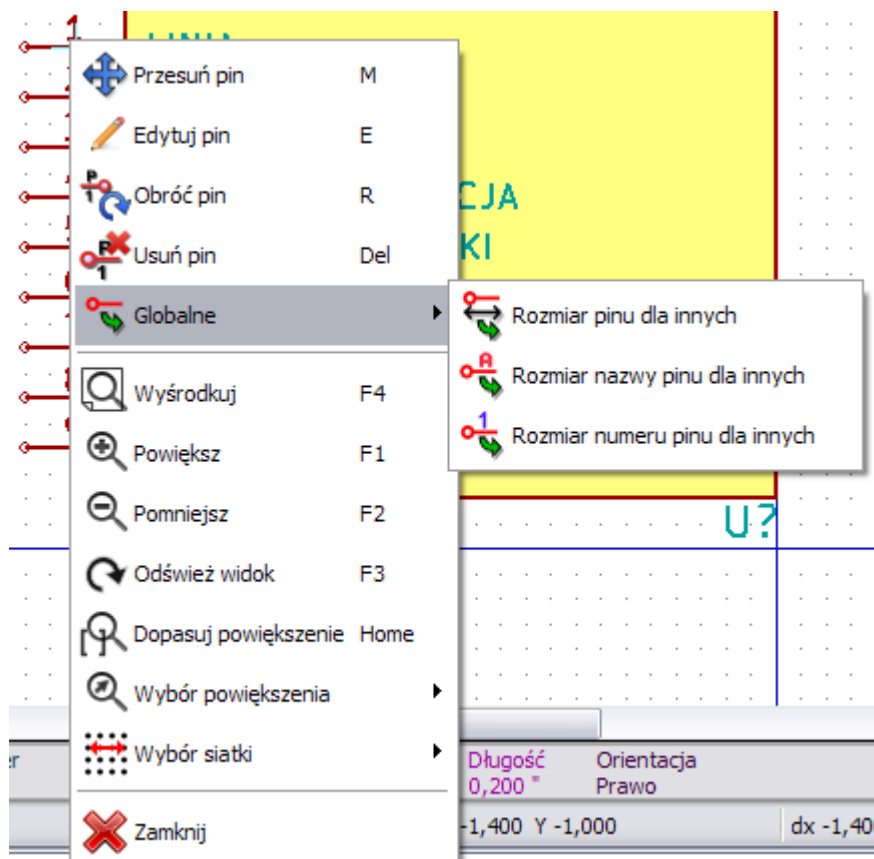 1
LINIA
Przesuń pin M
Edytuj pin E
Obróć pin R
CJA
Usuń pin Del
KI
Globalne
Rozmiar pinu dla innych
Rozmiar nazwy pinu dla innych
Rozmiar numeru pinu dla innych
Wyśrodkuj F4
Powiększ F1
Pomniejsz F2
U?
Odśwież widok F3
Dopasuj powiększenie Home
Wybór powiększenia
Wybór siatki
Długość Orientacja
0,200 " Prawo
Zamknij
-1,400 Y -1,000 dx -1,40